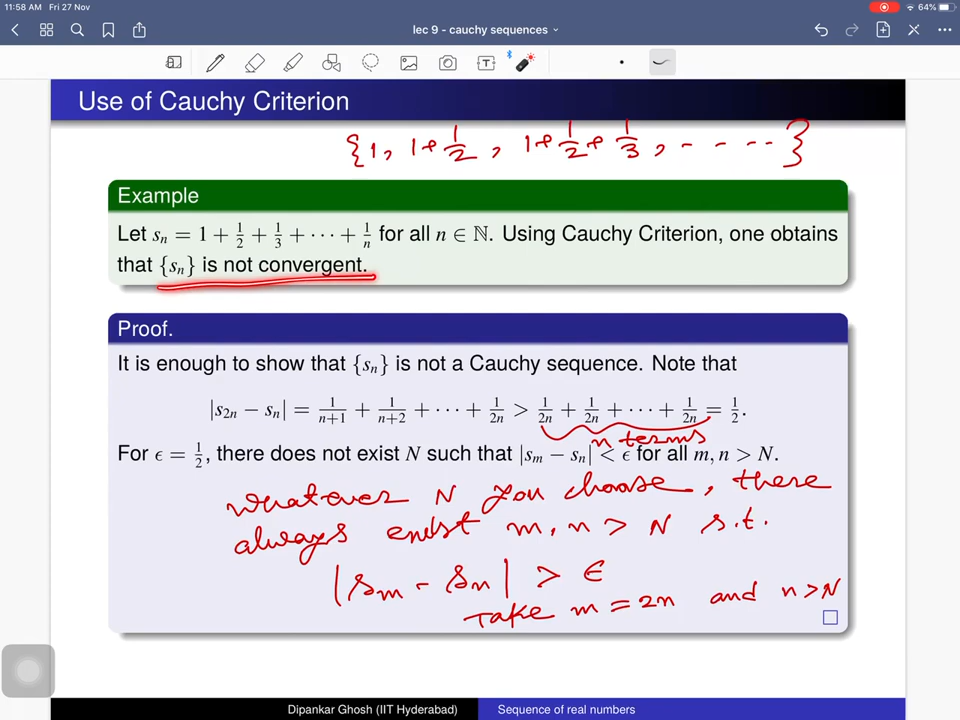 11:58 AM Fri 27 Nov
64%
lec 9 - cauchy sequences
Use of Cauchy Criterion
{1, 1+1/2, 1+1/2+1/3, - - - --}
Example
Let sₙ = 1 + 1/2 + 1/3 + ··· + 1/n for all n ∈ ℕ. Using Cauchy Criterion, one obtains
that {sₙ} is not convergent.
Proof.
It is enough to show that {sₙ} is not a Cauchy sequence. Note that
|s₂ₙ − sₙ| = 1/(n+1) + 1/(n+2) + ··· + 1/2n > 1/2n + 1/2n + ··· + 1/2n = 1/2.
n terms
For ϵ = 1/2, there does not exist N such that |sₘ − sₙ| < ϵ for all m, n > N.
whatever N you choose, there
always exist m, n > N s.t.
|sₘ - sₙ| > ϵ
Take m = 2n and n > N
Dipankar Ghosh (IIT Hyderabad)
Sequence of real numbers